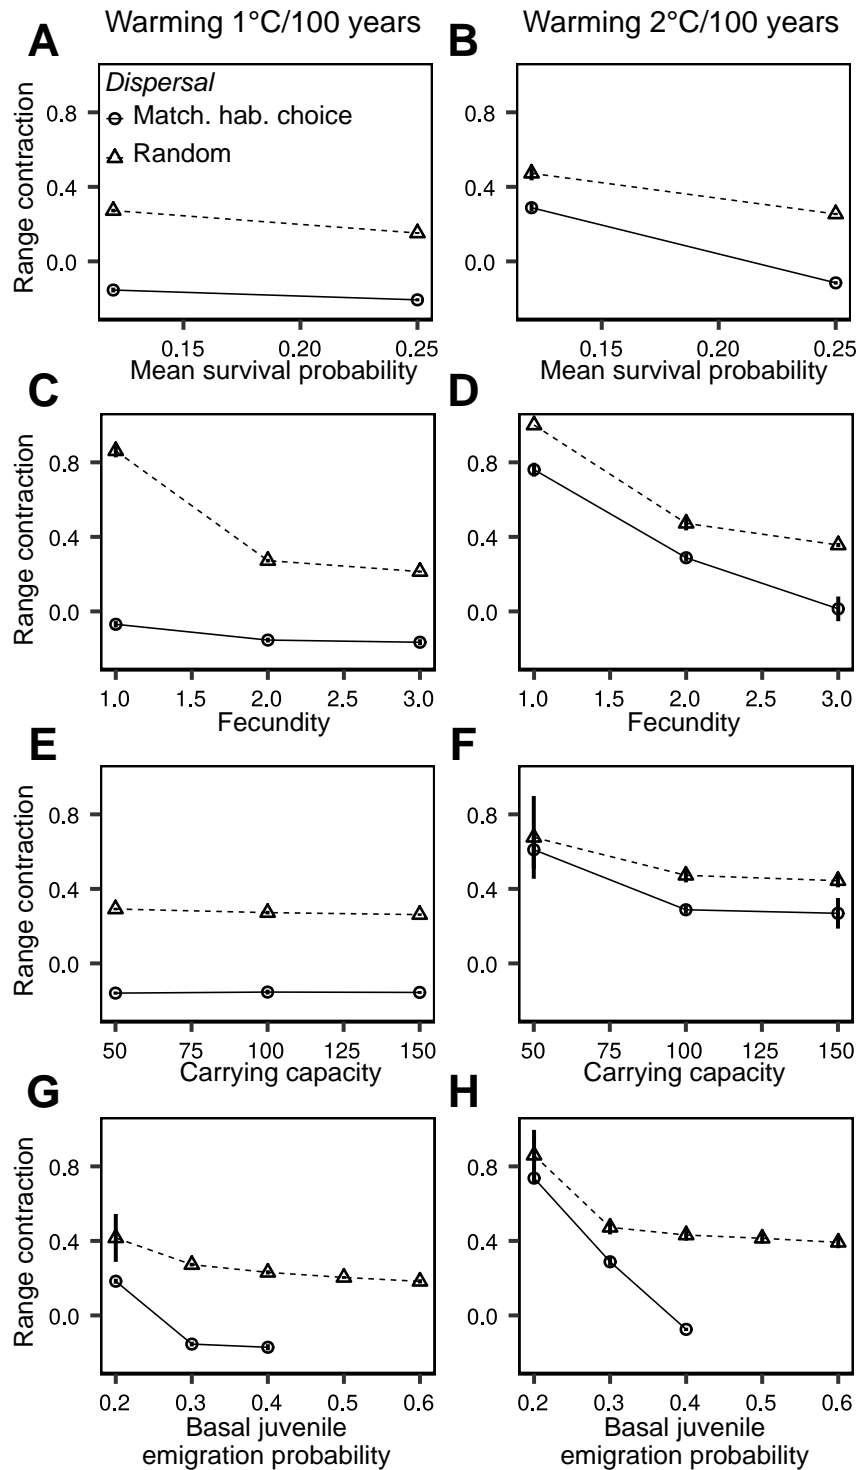 Warming 1°C/100 years
Warming 2°C/100 years
A
Dispersal
Match. hab. choice
Random
Range contraction
0.8
0.4
0.0
0.15
0.20
0.25
Mean survival probability
B
0.8
0.4
0.0
0.15
0.20
0.25
Mean survival probability
C
Range contraction
0.8
0.4
0.0
1.0
1.5
2.0
2.5
3.0
Fecundity
D
0.8
0.4
0.0
1.0
1.5
2.0
2.5
3.0
Fecundity
E
Range contraction
0.8
0.4
0.0
50
75
100
125
150
Carrying capacity
F
0.8
0.4
0.0
50
75
100
125
150
Carrying capacity
G
Range contraction
0.8
0.4
0.0
0.2
0.3
0.4
0.5
0.6
Basal juvenile
emigration probability
H
0.8
0.4
0.0
0.2
0.3
0.4
0.5
0.6
Basal juvenile
emigration probability